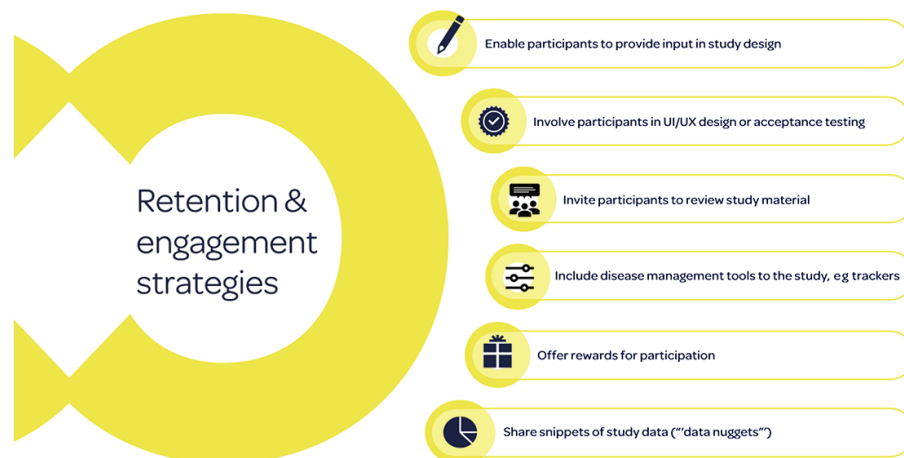 Retention &
engagement
strategies
Enable participants to provide input in study design
Involve participants in UI/UX design or acceptance testing
Invite participants to review study material
Include disease management tools to the study, eg trackers
Offer rewards for participation
Share snippets of study data (“‘data nuggets”’)